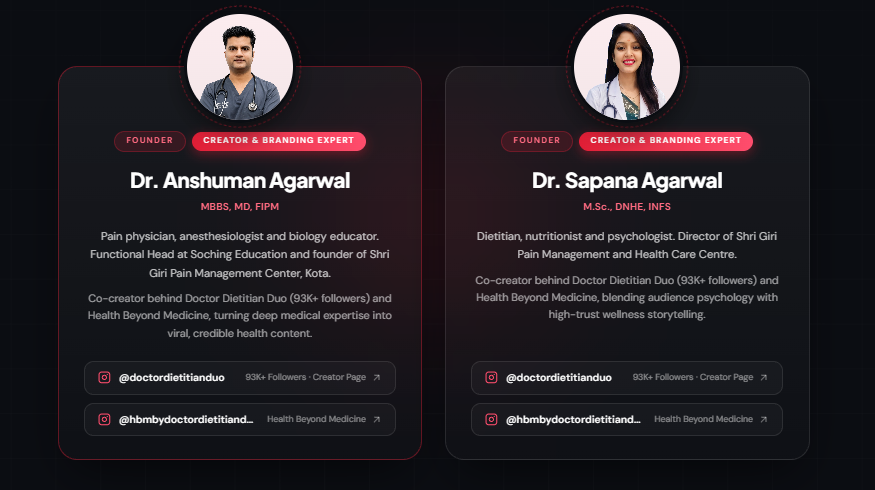 FOUNDER
CREATOR & BRANDING EXPERT
Dr. Anshuman Agarwal
MBBS, MD, FIPM
Pain physician, anesthesiologist and biology educator.
Functional Head at Soching Education and founder of Shri
Giri Pain Management Center, Kota.
Co-creator behind Doctor Dietitian Duo (93K+ followers) and
Health Beyond Medicine, turning deep medical expertise into
viral, credible health content.
@doctordietitianduo 93K+ Followers · Creator Page ↗
@hbmbydoctordietitiand... Health Beyond Medicine ↗
FOUNDER
CREATOR & BRANDING EXPERT
Dr. Sapana Agarwal
M.Sc., DNHE, INFS
Dietitian, nutritionist and psychologist. Director of Shri Giri
Pain Management and Health Care Centre.
Co-creator behind Doctor Dietitian Duo (93K+ followers) and
Health Beyond Medicine, blending audience psychology with
high-trust wellness storytelling.
@doctordietitianduo 93K+ Followers · Creator Page ↗
@hbmbydoctordietitiand... Health Beyond Medicine ↗